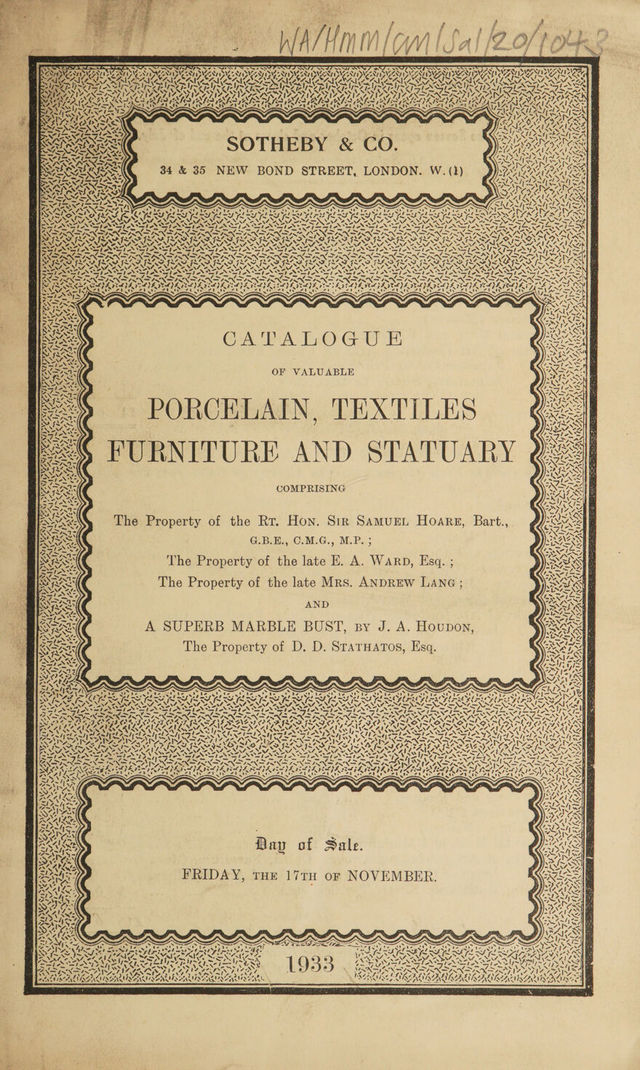 WA/HMM/CM/Sal/20/1043
SOTHEBY & CO.
34 & 35 NEW BOND STREET, LONDON. W.(1)
CATALOGUE
OF VALUABLE
PORCELAIN, TEXTILES
FURNITURE AND STATUARY
COMPRISING
The Property of the RT. HON. SIR SAMUEL HOARE, Bart.,
G.B.E., C.M.G., M.P. ;
The Property of the late E. A. WARD, Esq. ;
The Property of the late MRS. ANDREW LANG ;
AND
A SUPERB MARBLE BUST, BY J. A. HOUDON,
The Property of D. D. STATHATOS, Esq.
Day of Sale.
FRIDAY, THE 17TH OF NOVEMBER.
1933